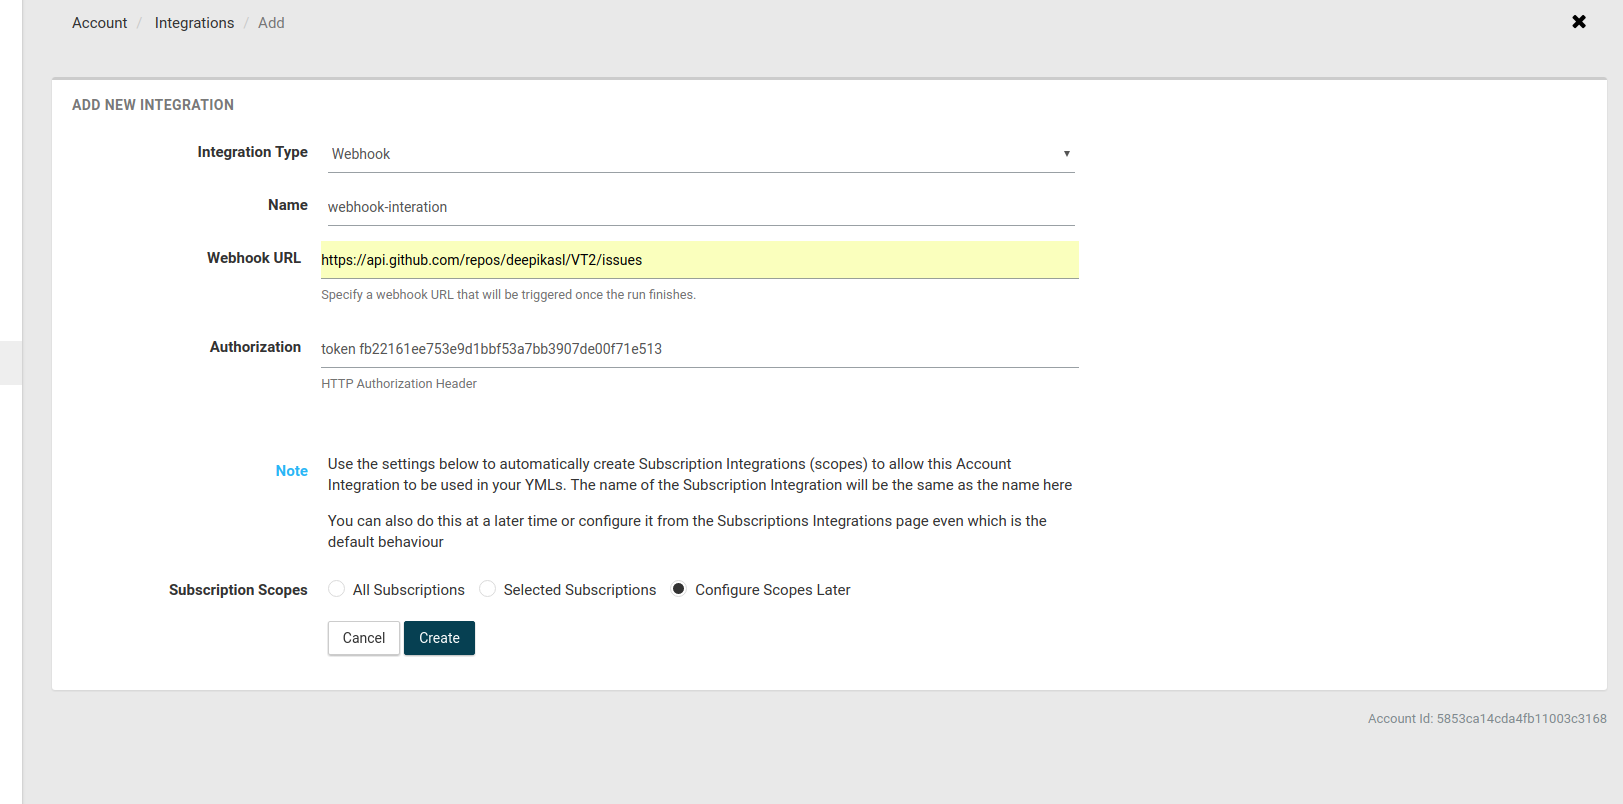 Account / Integrations / Add
ADD NEW INTEGRATION
Integration Type Webhook
Name webhook-interation
Webhook URL https://api.github.com/repos/deepikasl/VT2/issues
Specify a webhook URL that will be triggered once the run finishes.
Authorization token fb22161ee753e9d1bbf53a7bb3907de00f71e513
HTTP Authorization Header
Note Use the settings below to automatically create Subscription Integrations (scopes) to allow this Account
Integration to be used in your YMLs. The name of the Subscription Integration will be the same as the name here
You can also do this at a later time or configure it from the Subscriptions Integrations page even which is the
default behaviour
Subscription Scopes All Subscriptions Selected Subscriptions Configure Scopes Later
Cancel Create
Account Id: 5853ca14cda4fb11003c3168